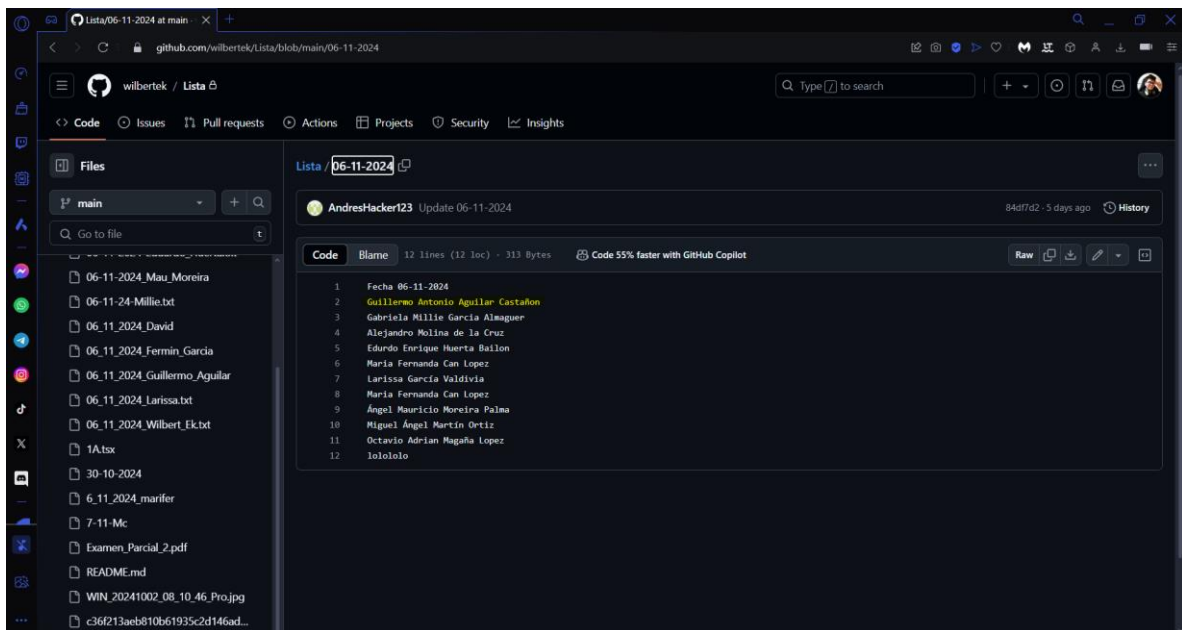 Lista/06-11-2024 at main
github.com/wilbertek/Lista/blob/main/06-11-2024
wilbertek / Lista
Type / to search
Code Issues Pull requests Actions Projects Security Insights
Files
main
Go to file
t
06-11-2024_Mau_Moreira
06-11-24-Millie.txt
06_11_2024_David
06_11_2024_Fermin_Garcia
06_11_2024_Guillermo_Aguilar
06_11_2024_Larissa.txt
06_11_2024_Wilbert_Ek.txt
1A.tsx
30-10-2024
6_11_2024_marifer
7-11-Mc
Examen_Parcial_2.pdf
README.md
WIN_20241002_08_10_46_Pro.jpg
c36f213aeb810b61935c2d146ad...
Lista / 06-11-2024
AndresHacker123 Update 06-11-2024
84df7d2 · 5 days ago History
Code Blame 12 lines (12 loc) · 313 Bytes Code 55% faster with GitHub Copilot
Raw
1 Fecha 06-11-2024
2 Guillermo Antonio Aguilar Castañon
3 Gabriela Millie Garcia Almaguer
4 Alejandro Molina de la Cruz
5 Edurdo Enrique Huerta Bailon
6 Maria Fernanda Can Lopez
7 Larissa García Valdivia
8 Maria Fernanda Can Lopez
9 Ángel Mauricio Moreira Palma
10 Miguel Ángel Martín Ortiz
11 Octavio Adrian Magaña Lopez
12 lolololo